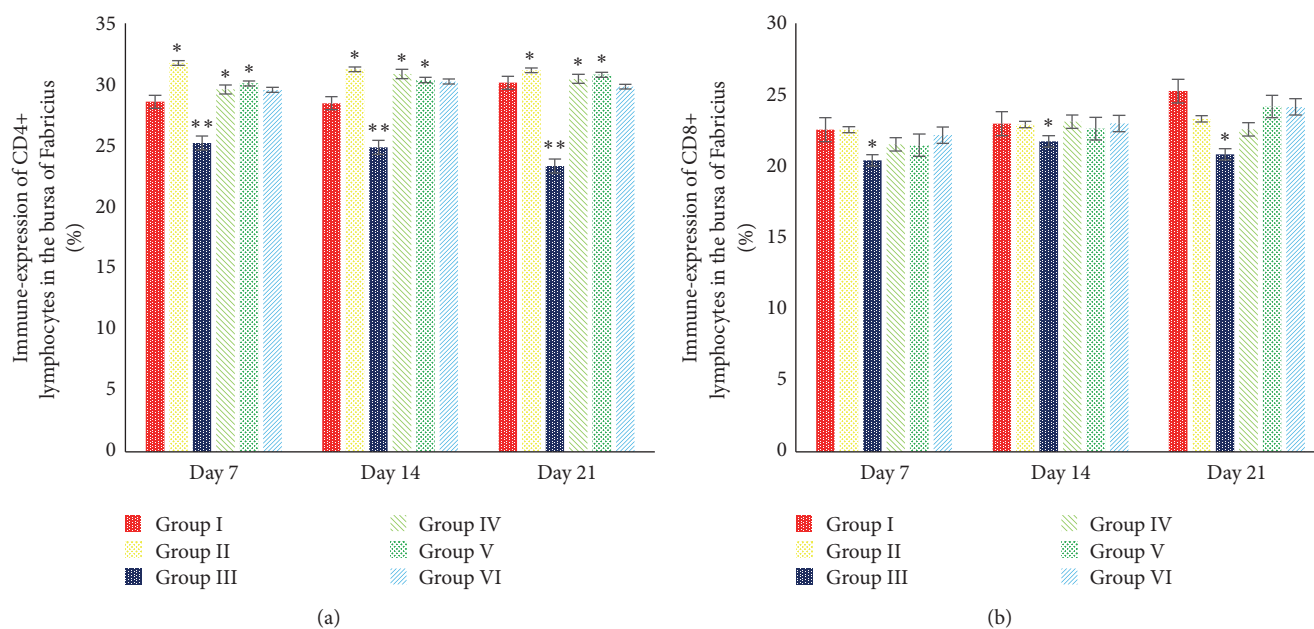 Immune-expression of CD4+
lymphocytes in the bursa of Fabricius
(%)
35
30
25
20
15
10
5
0
* ** * *
* ** * *
* ** * *
Day 7 Day 14 Day 21
Group I Group IV
Group II Group V
Group III Group VI
(a)
Immune-expression of CD8+
lymphocytes in the bursa of Fabricius
(%)
30
25
20
15
10
5
0
* * *
Day 7 Day 14 Day 21
Group I Group IV
Group II Group V
Group III Group VI
(b)